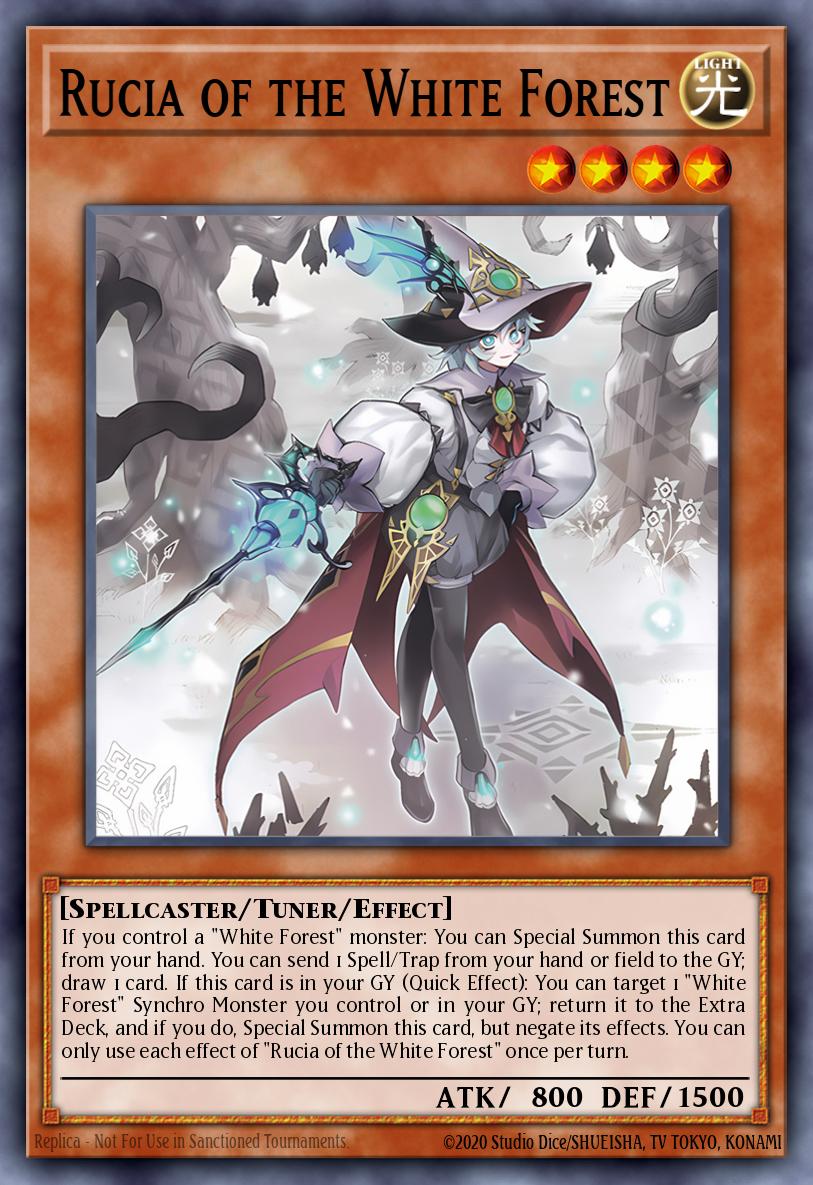 Rucia of the White Forest
LIGHT
光
[Spellcaster/Tuner/Effect]
If you control a "White Forest" monster: You can Special Summon this card
from your hand. You can send 1 Spell/Trap from your hand or field to the GY;
draw 1 card. If this card is in your GY (Quick Effect): You can target 1 "White
Forest" Synchro Monster you control or in your GY; return it to the Extra
Deck, and if you do, Special Summon this card, but negate its effects. You can
only use each effect of "Rucia of the White Forest" once per turn.
ATK/ 800 DEF/1500
Replica - Not For Use in Sanctioned Tournaments.
©2020 Studio Dice/SHUEISHA, TV TOKYO, KONAMI